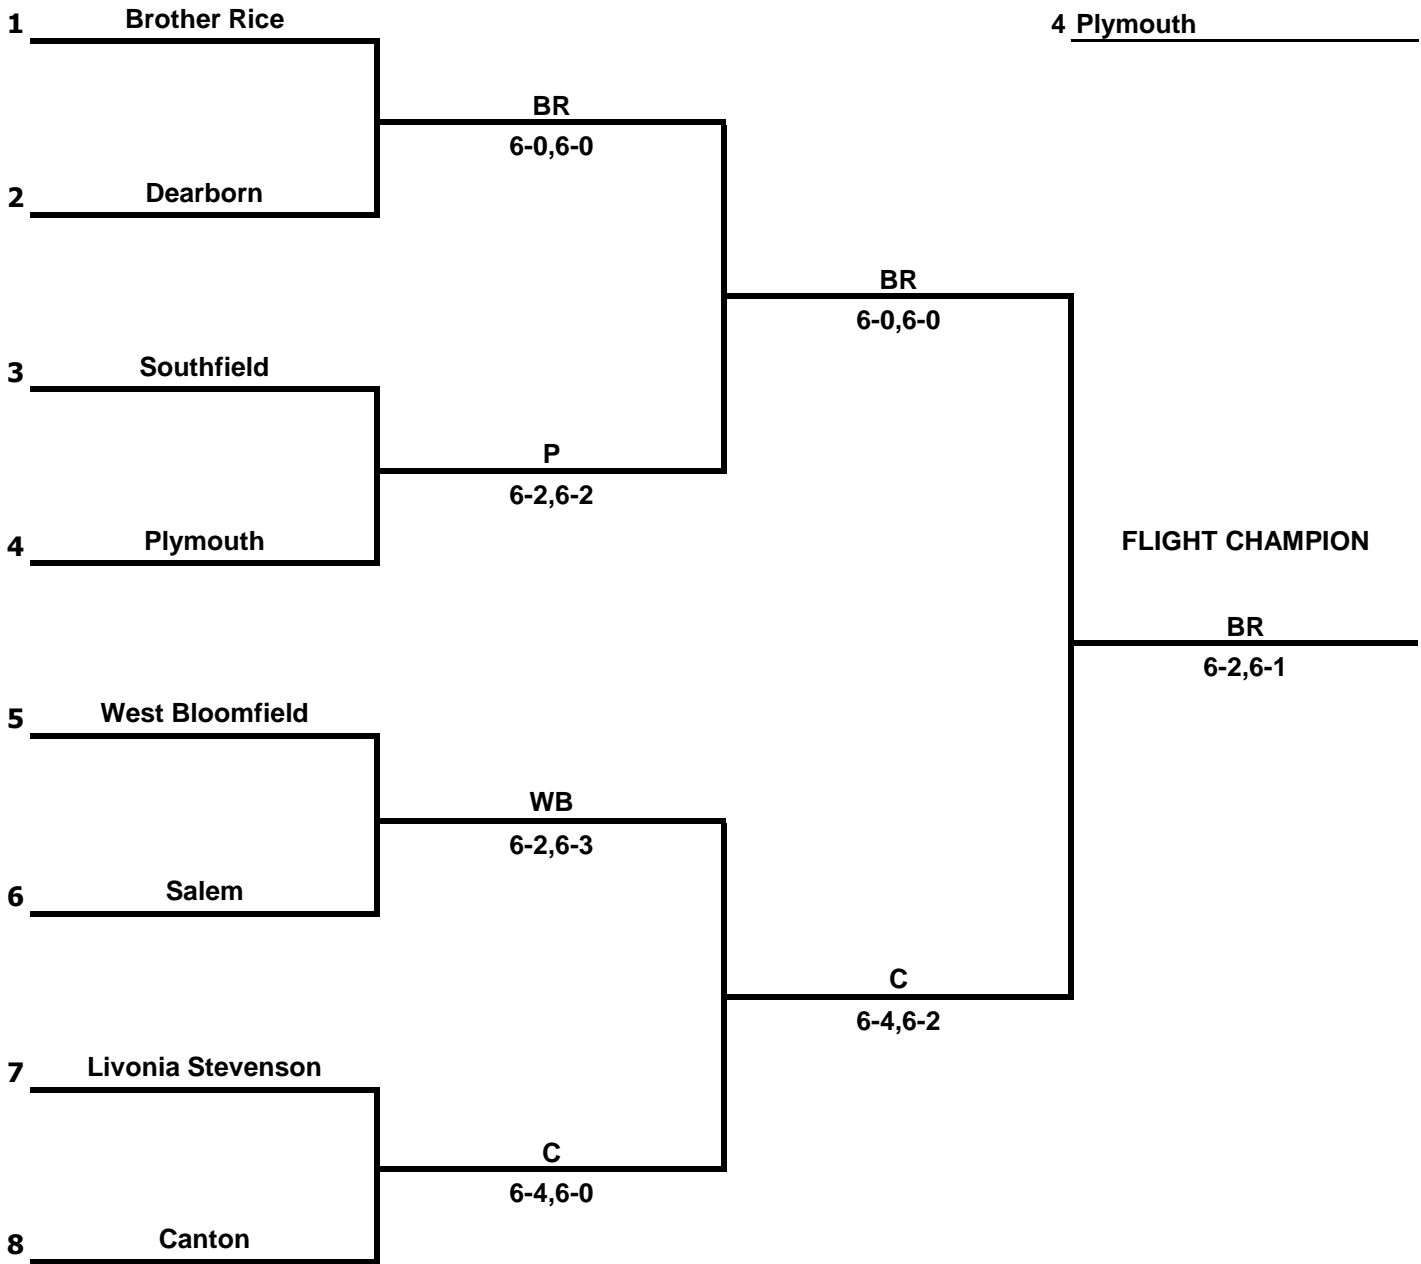 1 Brother Rice
4 Plymouth
BR
6-0,6-0
2 Dearborn
BR
6-0,6-0
3 Southfield
P
6-2,6-2
4 Plymouth
FLIGHT CHAMPION
BR
6-2,6-1
5 West Bloomfield
WB
6-2,6-3
6 Salem
C
6-4,6-2
7 Livonia Stevenson
C
6-4,6-0
8 Canton